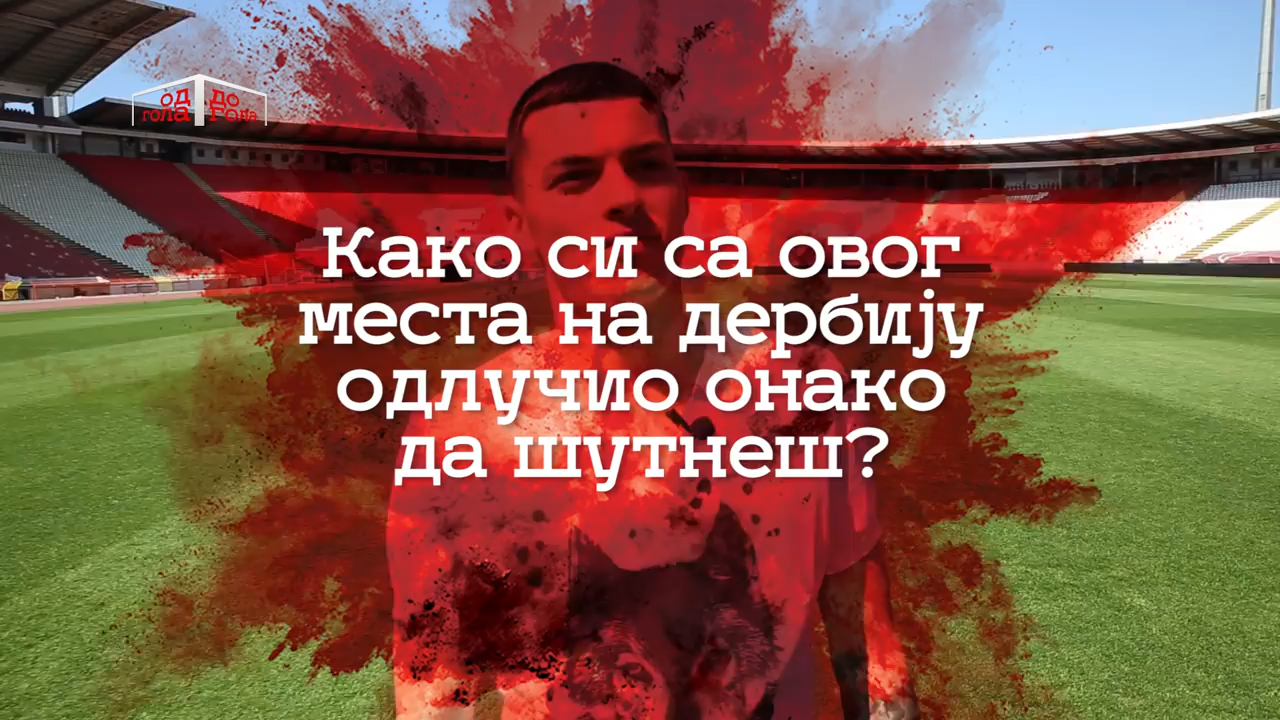 од до
гола гола
Како си са овог
места на дербију
одлучио онако
да шутнеш?